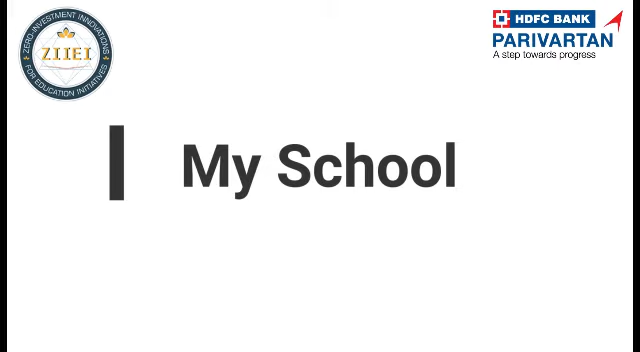 ZERO-INVESTMENT INNOVATIONS
ZIIEI
FOR EDUCATION INITIATIVES
HDFC BANK
PARIVARTAN
A step towards progress
My School